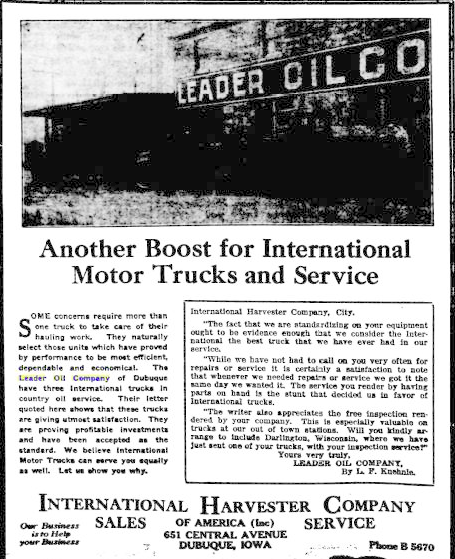 LEADER OIL CO
Another Boost for International
Motor Trucks and Service
SOME concerns require more than
one truck to take care of their
hauling work. They naturally
select those units which have proved
by performance to be most efficient,
dependable and economical. The
Leader Oil Company of Dubuque
have three International trucks in
country oil service. Their letter
quoted here shows that these trucks
are giving utmost satisfaction. They
are proving profitable investments
and have been accepted as the
standard. We believe International
Motor Trucks can serve you equally
as well. Let us show you why.
International Harvester Company, City.
"The fact that we are standardizing on your equipment
ought to be evidence enough that we consider the Inter-
national the best truck that we have ever had in our
service.
"While we have not had to call on you very often for
repairs or service it is certainly a satisfaction to note
that whenever we needed repairs or service we got it the
same day we wanted it. The service you render by having
parts on hand is the stunt that decided us in favor of
International trucks.
"The writer also appreciates the free inspection ren-
dered by your company. This is especially valuable on
trucks at our out of town stations. Will you kindly ar-
range to include Darlington, Wisconsin, where we have
just sent one of your trucks, with your inspection service?"
Yours very truly,
LEADER OIL COMPANY,
By L. F. Kuehnle.
INTERNATIONAL HARVESTER COMPANY
Our Business
is to Help
your Business
SALES
OF AMERICA (Inc)
SERVICE
651 CENTRAL AVENUE
DUBUQUE, IOWA
Phone B 5670